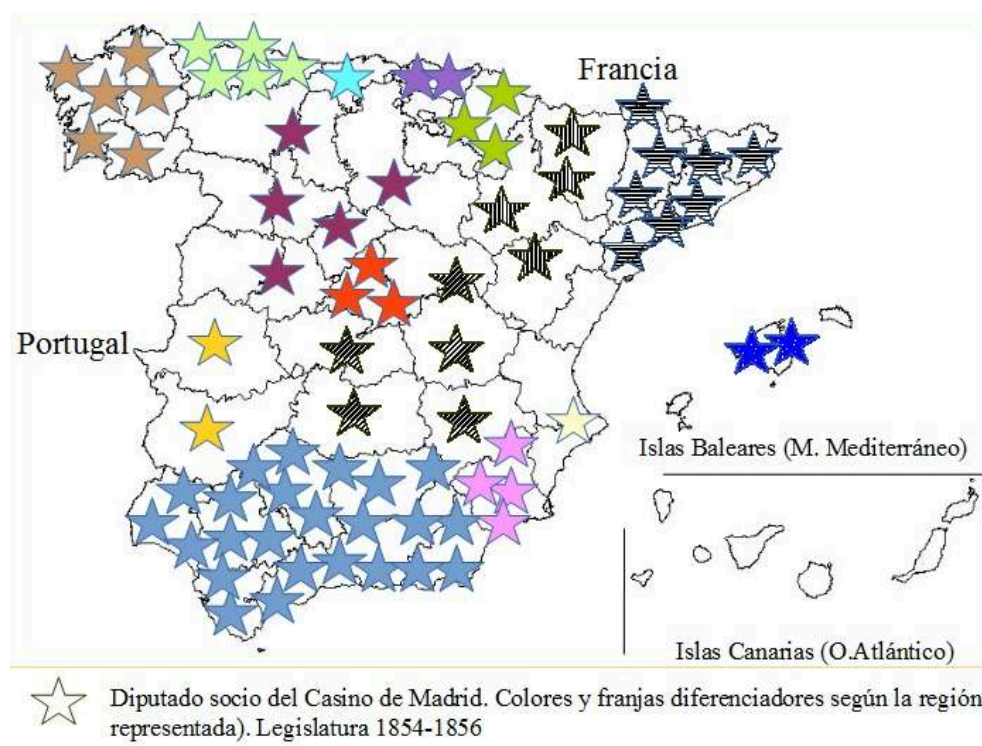 Francia
Portugal
Islas Baleares (M. Mediterráneo)
Islas Canarias (O.Atlántico)
Diputado socio del Casino de Madrid. Colores y franjas diferenciadores según la región
representada). Legislatura 1854-1856